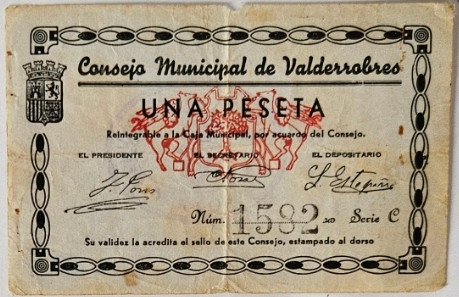 Consejo Municipal de Valderrobres
UNA PESETA
Reintegrable a la Caja Municipal, por acuerdo del Consejo.
EL PRESIDENTE EL SECRETARIO EL DEPOSITARIO
Núm. 1582 Serie C
Su validez la acredita el sello de este Consejo, estampado al dorso